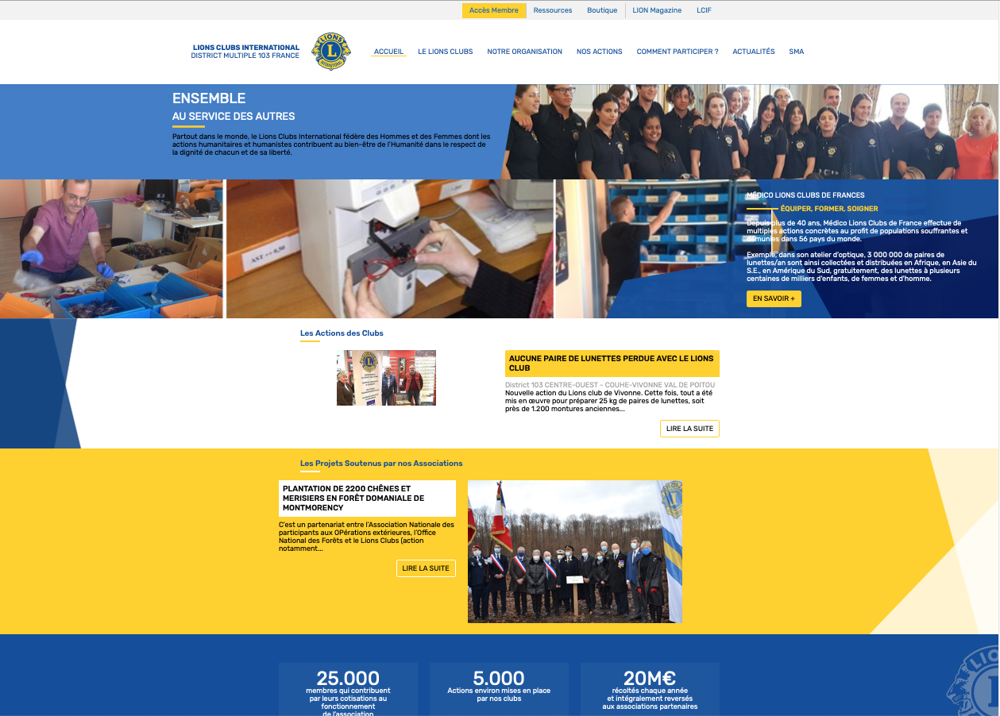 Accès Membre
Ressources
Boutique
LION Magazine
LCIF
LIONS CLUBS INTERNATIONAL
DISTRICT MULTIPLE 103 FRANCE
LIONS
L
INTERNATIONAL
ACCUEIL
LE LIONS CLUBS
NOTRE ORGANISATION
NOS ACTIONS
COMMENT PARTICIPER ?
ACTUALITÉS
SMA
ENSEMBLE
AU SERVICE DES AUTRES
Partout dans le monde, le Lions Clubs International fédère des Hommes et des Femmes dont les
actions humanitaires et humanistes contribuent au bien-être de l'Humanité dans le respect de
la dignité de chacun et de sa liberté.
MÉDICO LIONS CLUBS DE FRANCES
ÉQUIPER, FORMER, SOIGNER
Depuis plus de 40 ans, Médico Lions Clubs de France effectue de
multiples actions concrètes au profit de populations souffrantes et
démunies dans 56 pays du monde.
Exemple, dans son atelier d'optique, 3 000 000 de paires de
lunettes/an sont ainsi collectées et distribuées en Afrique, en Asie du
S.E., en Amérique du Sud, gratuitement, des lunettes à plusieurs
centaines de milliers d'enfants, de femmes et d'homme.
EN SAVOIR +
Les Actions des Clubs
AUCUNE PAIRE DE LUNETTES PERDUE AVEC LE LIONS
CLUB
District 103 CENTRE-OUEST - COUHE-VIVONNE VAL DE POITOU
Nouvelle action du Lions club de Vivonne. Cette fois, tout a été
mis en œuvre pour préparer 25 kg de paires de lunettes, soit
près de 1.200 montures anciennes...
LIRE LA SUITE
Les Projets Soutenus par nos Associations
PLANTATION DE 2200 CHÊNES ET
MERISIERS EN FORÊT DOMANIALE DE
MONTMORENCY
C'est un partenariat entre l'Association Nationale des
participants aux OPérations extérieures, l'Office
National des Forêts et le Lions Clubs (action
notamment...
LIRE LA SUITE
25.000
membres qui contribuent
par leurs cotisations au
fonctionnement
de l'association
5.000
Actions environ mises en place
par nos clubs
20M€
récoltés chaque année
et intégralement reversés
aux associations partenaires